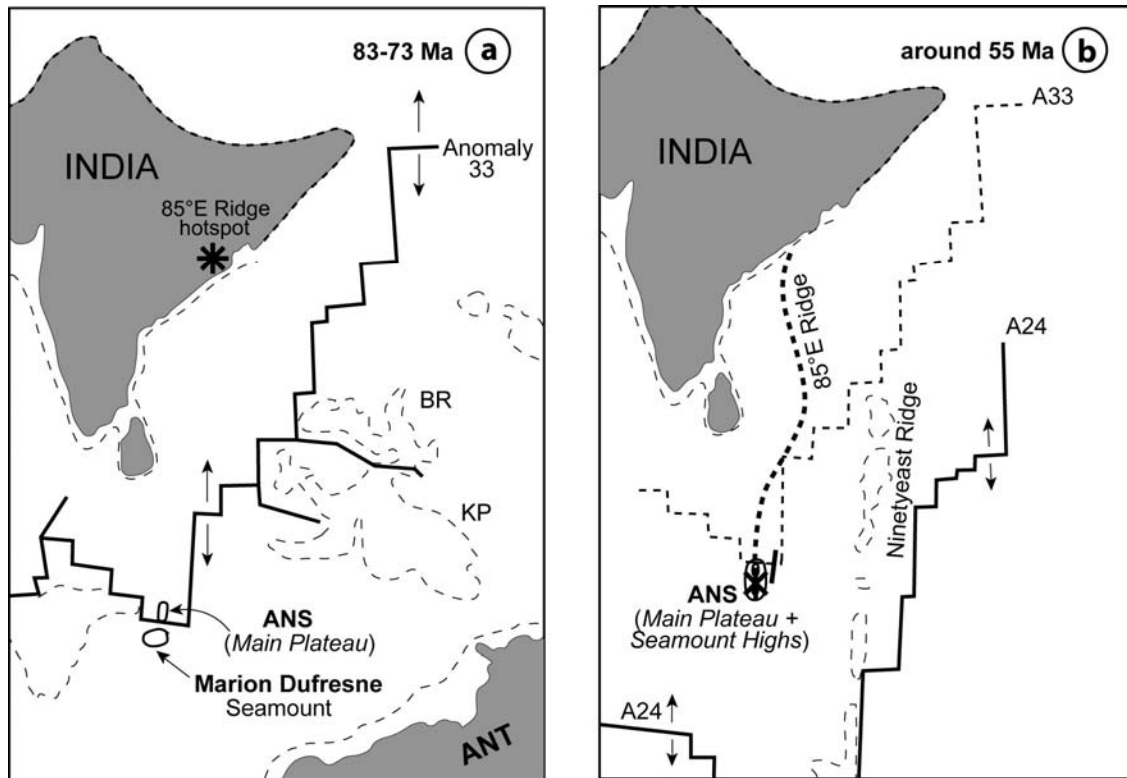 83-73 Ma
a
INDIA
Anomaly
33
85°E Ridge
hotspot
BR
KP
ANS
(Main Plateau)
Marion Dufresne
Seamount
ANT
around 55 Ma
b
A33
INDIA
85°E Ridge
A24
Ninetyeast Ridge
ANS
(Main Plateau +
Seamount Highs)
A24